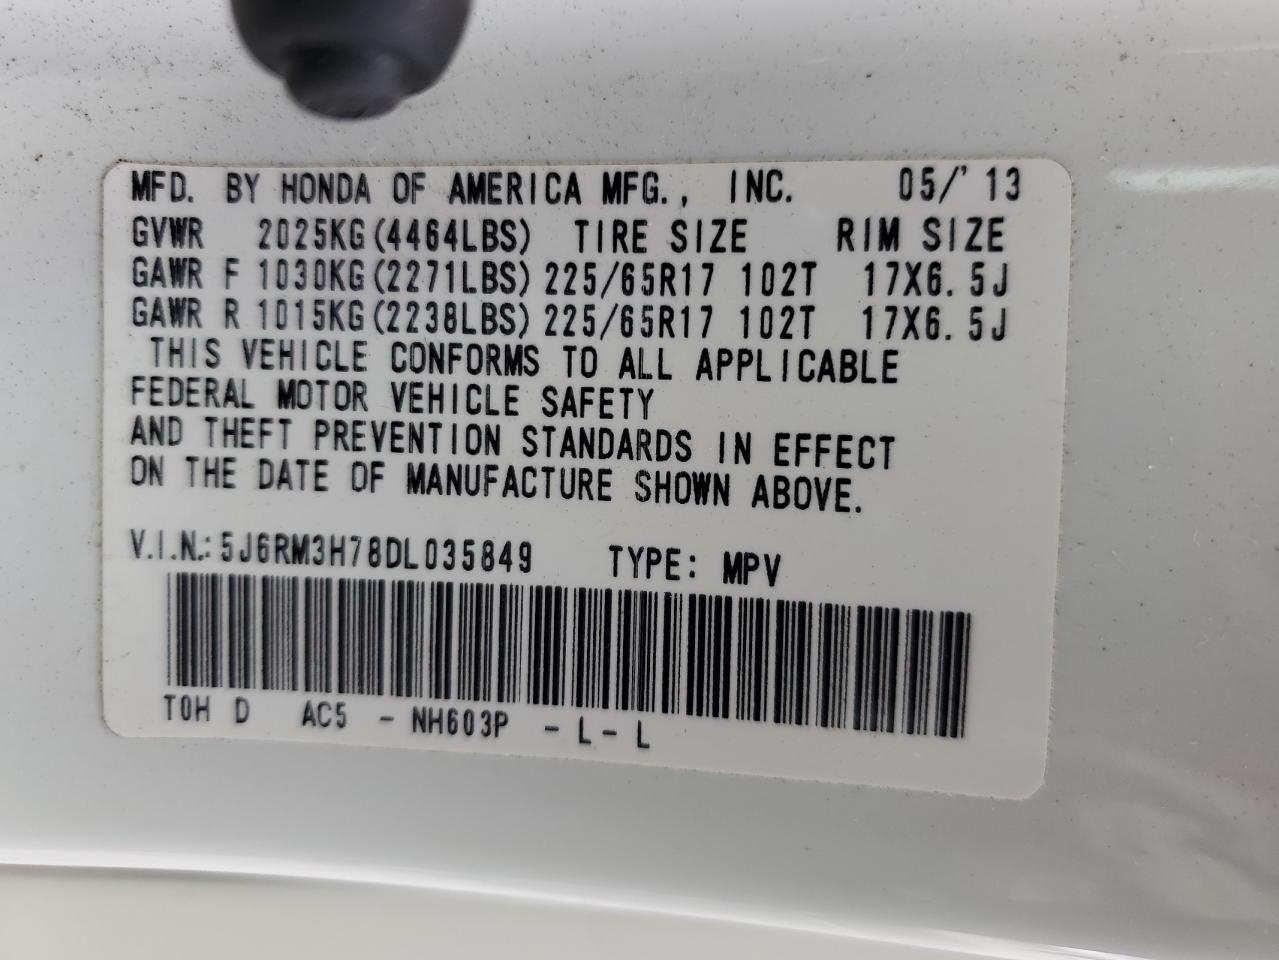 MFD. BY HONDA OF AMERICA MFG., INC. 05/'13
GVWR 2025KG(4464LBS) TIRE SIZE RIM SIZE
GAWR F 1030KG(2271LBS) 225/65R17 102T 17X6.5J
GAWR R 1015KG(2238LBS) 225/65R17 102T 17X6.5J
THIS VEHICLE CONFORMS TO ALL APPLICABLE
FEDERAL MOTOR VEHICLE SAFETY
AND THEFT PREVENTION STANDARDS IN EFFECT
ON THE DATE OF MANUFACTURE SHOWN ABOVE.
V.I.N.: 5J6RM3H78DL035849 TYPE: MPV
T0H D AC5 - NH603P - L - L